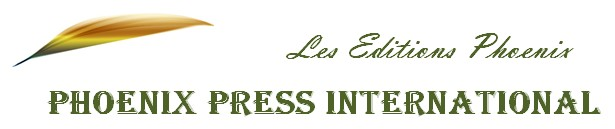 Les Editions Phoenix
PHOENIX PRESS INTERNATIONAL